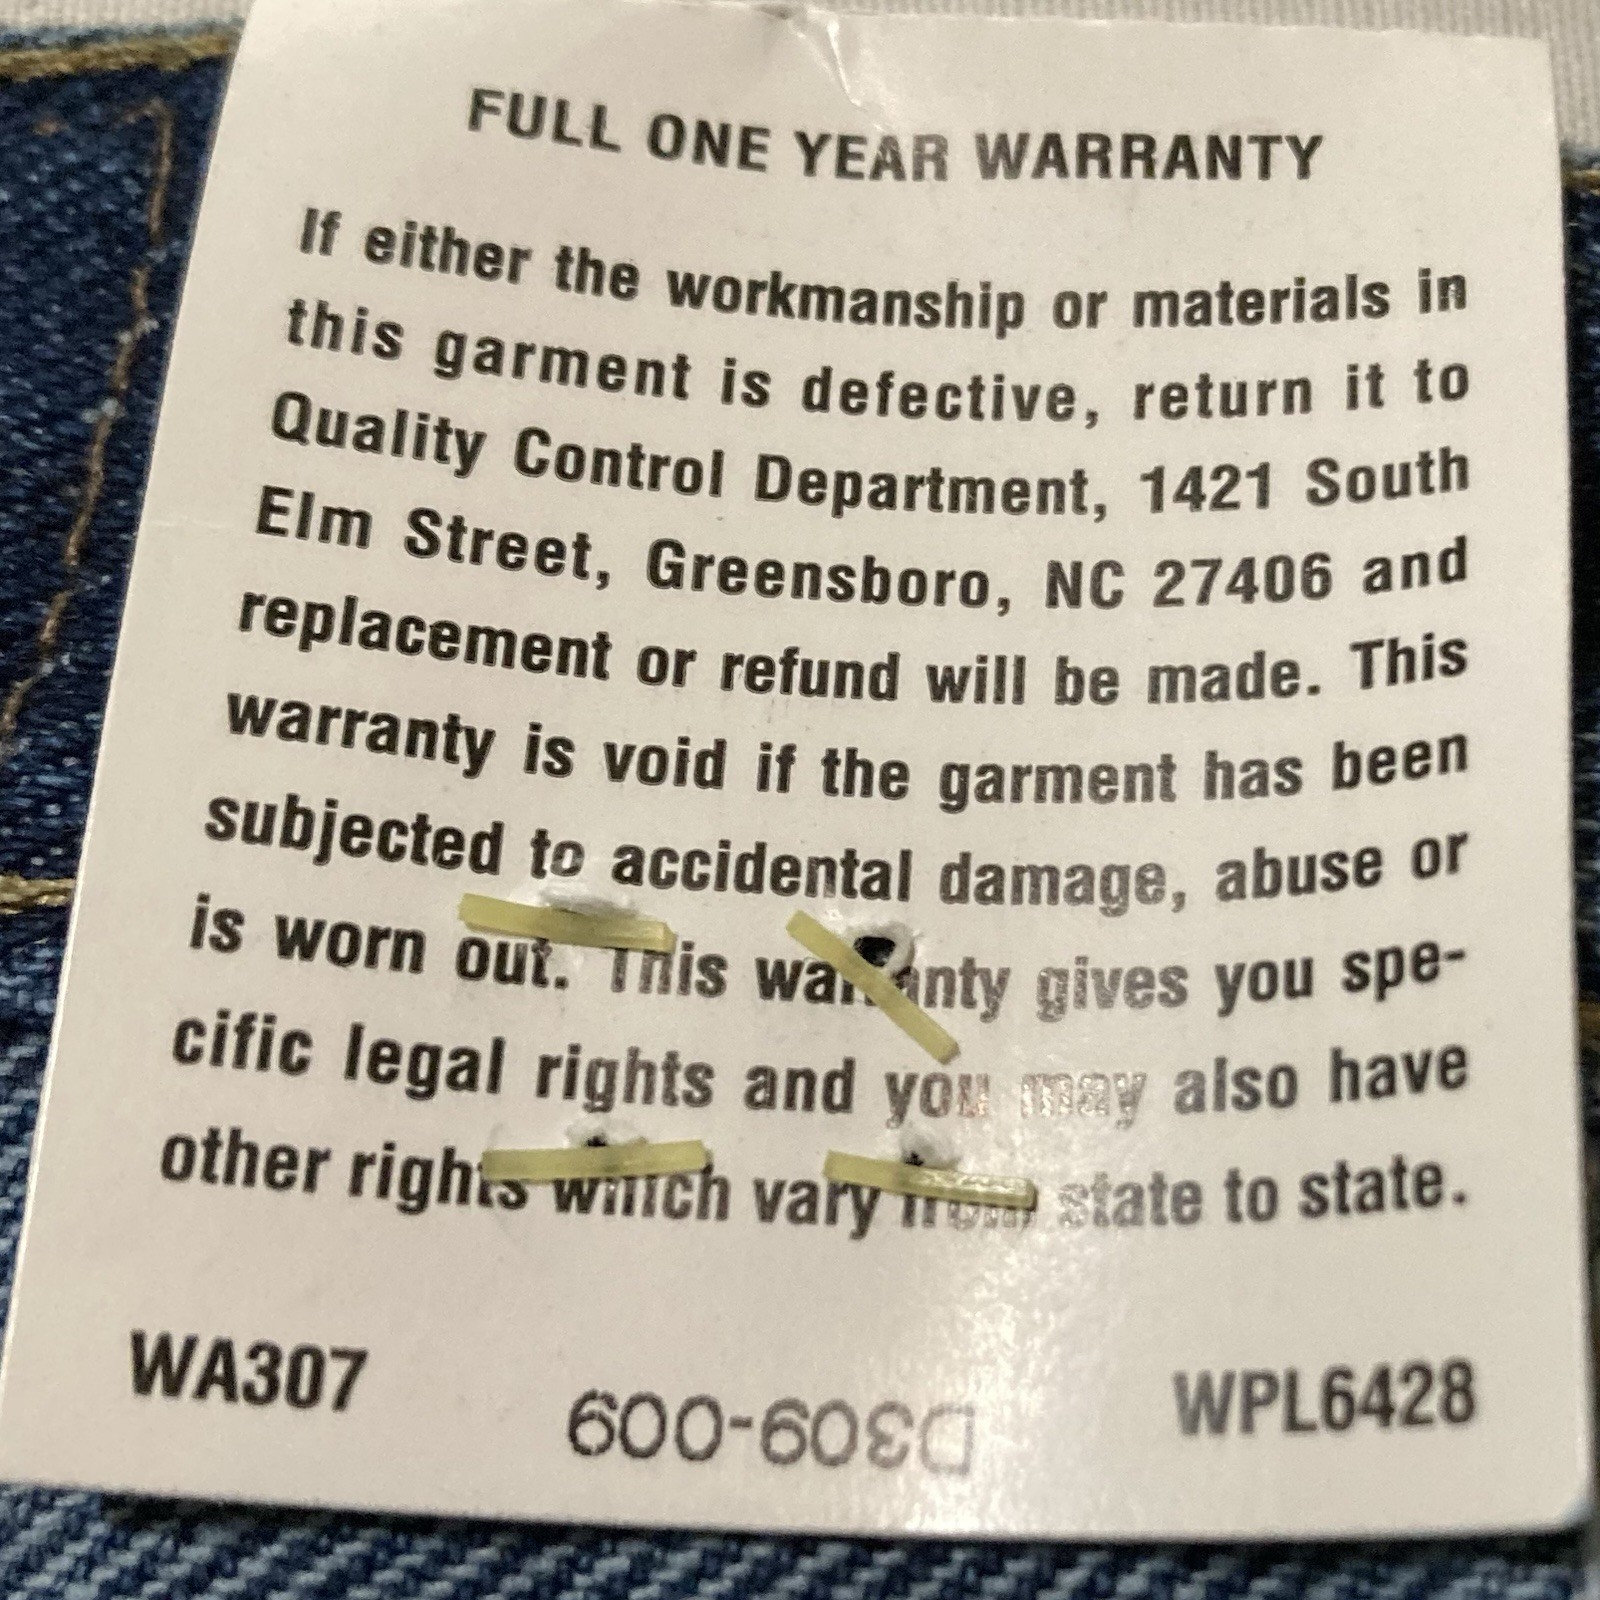 FULL ONE YEAR WARRANTY
If either the workmanship or materials in
this garment is defective, return it to
Quality Control Department, 1421 South
Elm Street, Greensboro, NC 27406 and
replacement or refund will be made. This
warranty is void if the garment has been
subjected to accidental damage, abuse or
is worn out. This warranty gives you spe-
cific legal rights and you may also have
other rights which vary from state to state.
WA307
D309-009
WPL6428